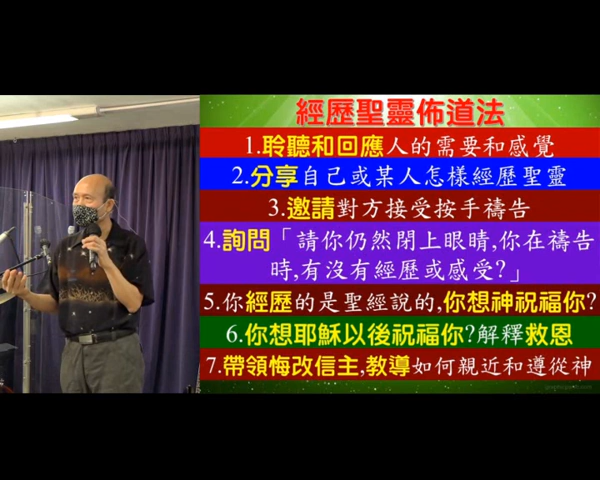 經歷聖靈佈道法
1.聆聽和回應人的需要和感覺
2.分享自己或某人怎樣經歷聖靈
3.邀請對方接受按手禱告
4.詢問「請你仍然閉上眼睛,你在禱告
時,有沒有經歷或感受?」
5.你經歷的是聖經說的,你想神祝福你?
6.你想耶穌以後祝福你?解釋救恩
7.帶領悔改信主,教導如何親近和遵從神